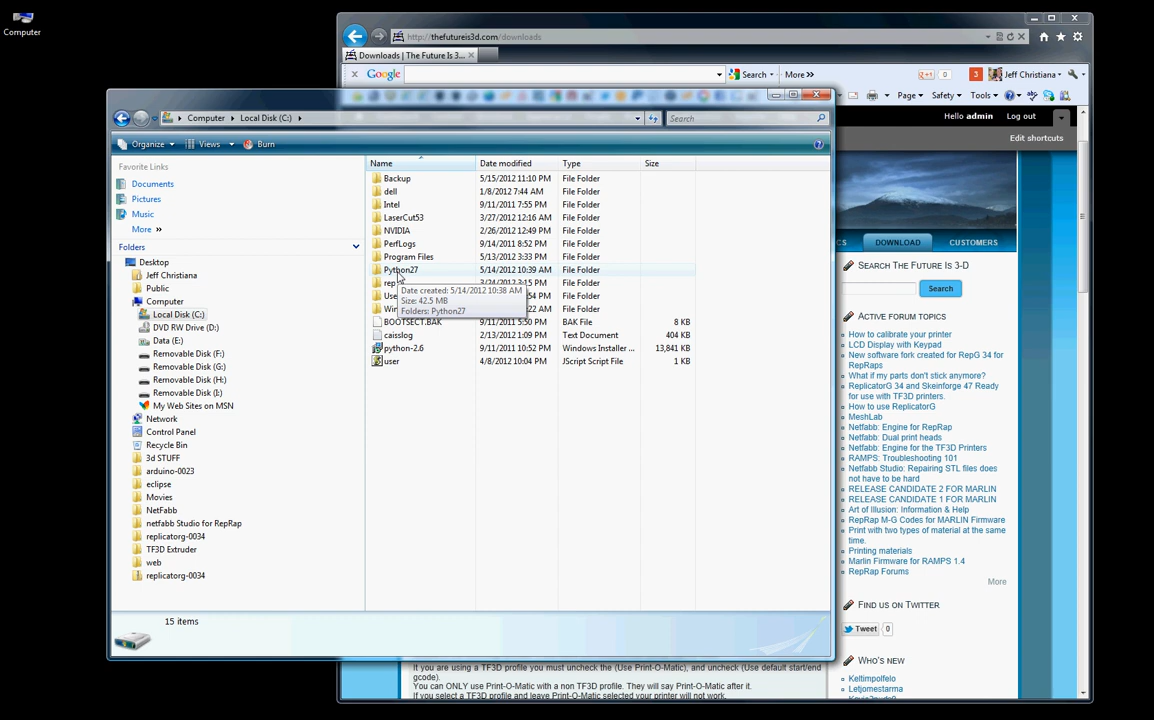 Computer
http://thefutureis3d.com/downloads
Downloads | The Future Is 3...
Google
Search
More »
+1 0
3
Jeff Christiana
Page
Safety
Tools
Hello admin
Log out
Edit shortcuts
Computer
Local Disk (C:)
Search
Organize
Views
Burn
Favorite Links
Documents
Pictures
Music
More »
Folders
Desktop
Jeff Christiana
Public
Computer
Local Disk (C:)
DVD RW Drive (D:)
Data (E:)
Removable Disk (F:)
Removable Disk (G:)
Removable Disk (H:)
Removable Disk (I:)
My Web Sites on MSN
Network
Control Panel
Recycle Bin
3d STUFF
arduino-0023
eclipse
Movies
NetFabb
netfabb Studio for RepRap
replicatorg-0034
TF3D Extruder
web
replicatorg-0034
Name Date modified Type Size
Backup 5/15/2012 11:10 PM File Folder
dell 1/8/2012 7:44 AM File Folder
Intel 9/11/2011 7:55 PM File Folder
LaserCut53 3/27/2012 12:16 AM File Folder
NVIDIA 2/26/2012 12:49 PM File Folder
PerfLogs 9/14/2011 8:52 PM File Folder
Program Files 5/13/2012 3:33 PM File Folder
Python27 5/14/2012 10:39 AM File Folder
rep 3:15 PM File Folder
Use 54 PM File Folder
Win 22 AM File Folder
Date created: 5/14/2012 10:38 AM
Size: 42.5 MB
Folders: Python27
BOOTSECT.BAK 9/11/2011 5:50 PM BAK File 8 KB
caisslog 2/13/2012 1:09 PM Text Document 404 KB
python-2.6 9/11/2011 10:52 PM Windows Installer ... 13,841 KB
user 4/8/2012 10:04 PM JScript Script File 1 KB
15 items
CS
DOWNLOAD
CUSTOMERS
Search The Future Is 3-D
Search
Active forum topics
How to calibrate your printer
LCD Display with Keypad
New software fork created for RepG 34 for
RepRaps
What if my parts don't stick anymore?
ReplicatorG 34 and Skeinforge 47 Ready
for use with TF3D printers.
How to use ReplicatorG
MeshLab
Netfabb: Engine for RepRap
Netfabb: Dual print heads
Netfabb: Engine for the TF3D Printers
RAMPS: Troubleshooting 101
Netfabb Studio: Repairing STL files does
not have to be hard
RELEASE CANDIDATE 2 FOR MARLIN
RELEASE CANDIDATE 1 FOR MARLIN
Art of Illusion: Information & Help
RepRap M-G Codes for MARLIN Firmware
Print with two types of material at the same
time.
Printing materials
Marlin Firmware for RAMPS 1.4
RepRap Forums
More
Find us on Twitter
Tweet 0
Who's new
Keltimpolfelo
Letjomestarma
If you are using a TF3D profile you must uncheck the (Use Print-O-Matic), and uncheck (Use default start/end
gcode).
You can ONLY use Print-O-Matic with a non TF3D profile. They will say Print-O-Matic after it.
If you select a TF3D profile and leave Print-O-Matic selected your printer will not work.